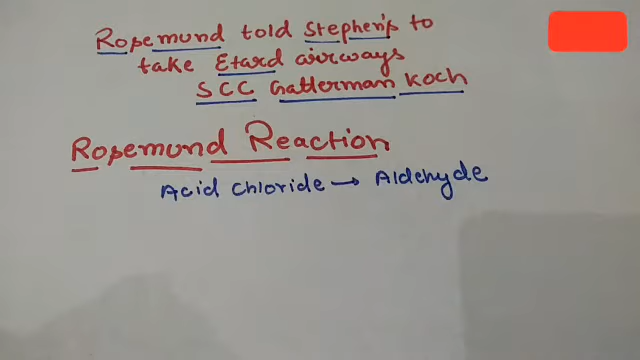 Rosemund told Stephen's to
take Etard airways
SCC Gatterman Koch
Rosemund Reaction
Acid Chloride → Aldehyde